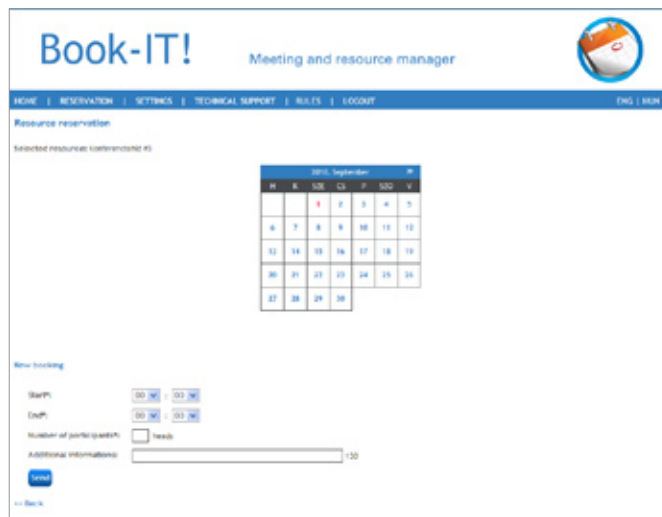 Book-IT!
Meeting and resource manager
HOME | RESERVATION | SETTINGS | TECHNICAL SUPPORT | RULES | LOGOUT ENG | HUN
Resource reservation
Selected resources:
2010. September
H K SZE CS P SZO V
1 2 3 4 5
6 7 8 9 10 11 12
13 14 15 16 17 18 19
20 21 22 23 24 25 26
27 28 29 30
New booking
Start*: 00 : 00
End*: 00 : 00
Number of participants*: heads
Additional informations:
Send
<< Back